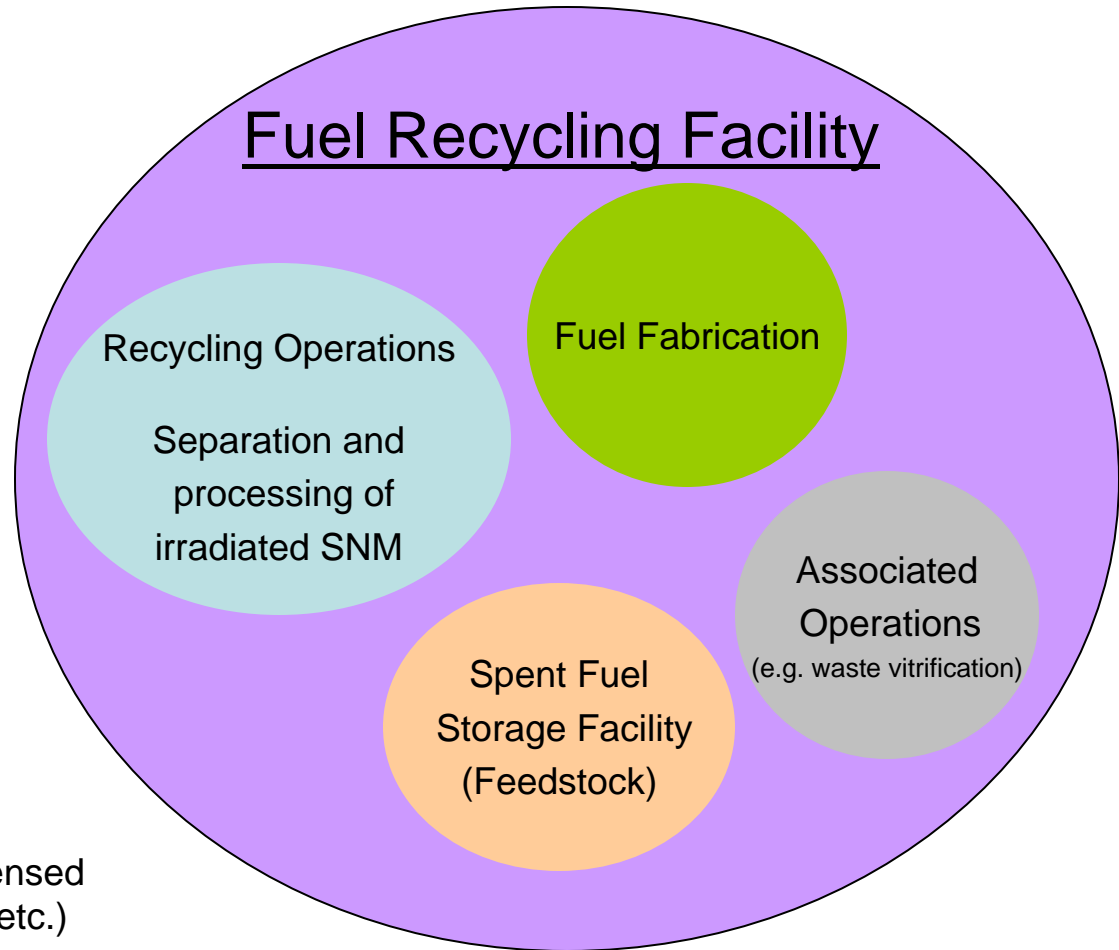 Fuel Recycling Facility
Recycling Operations
Separation and
processing of
irradiated SNM
Fuel Fabrication
Associated
Operations
(e.g. waste vitrification)
Spent Fuel
Storage Facility
(Feedstock)
etc.)